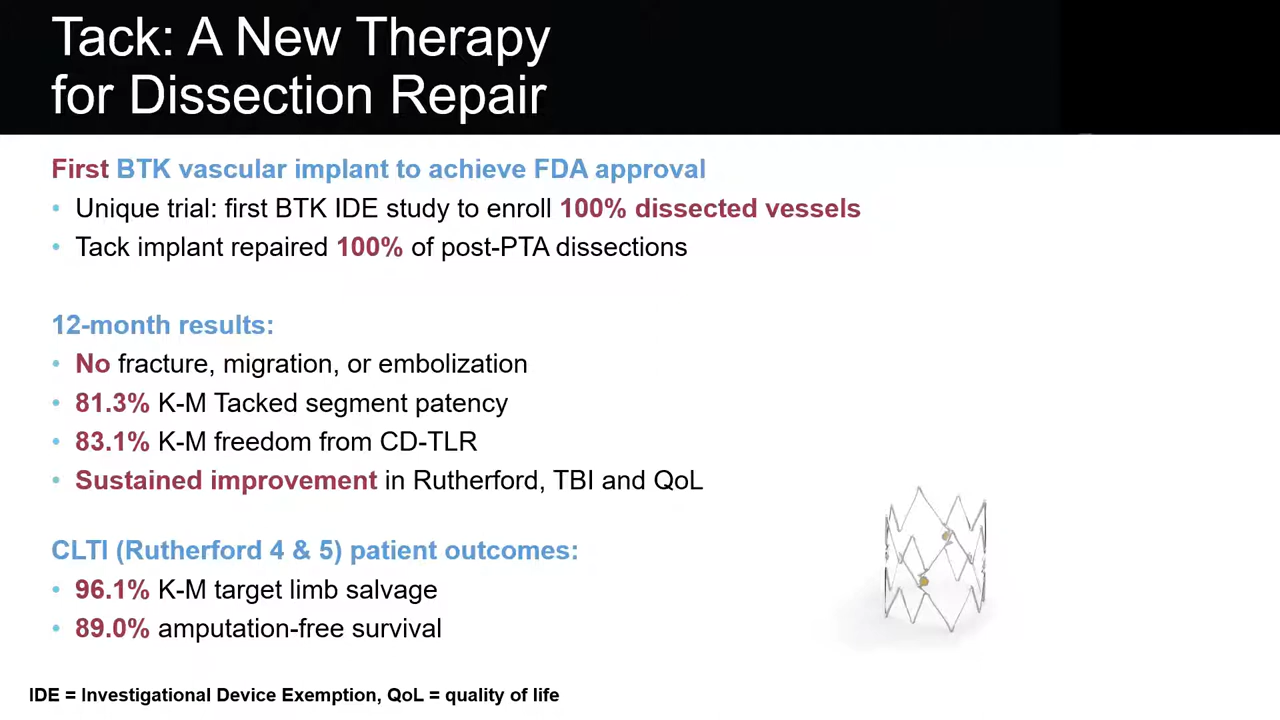 Tack: A New Therapy
for Dissection Repair
First BTK vascular implant to achieve FDA approval
• Unique trial: first BTK IDE study to enroll 100% dissected vessels
• Tack implant repaired 100% of post-PTA dissections
12-month results:
• No fracture, migration, or embolization
• 81.3% K-M Tacked segment patency
• 83.1% K-M freedom from CD-TLR
• Sustained improvement in Rutherford, TBI and QoL
CLTI (Rutherford 4 & 5) patient outcomes:
• 96.1% K-M target limb salvage
• 89.0% amputation-free survival
IDE = Investigational Device Exemption, QoL = quality of life